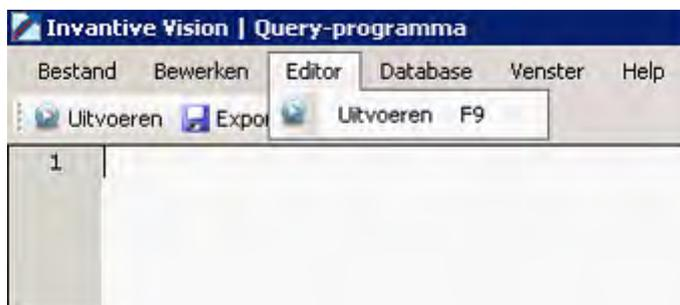 Invantive Vision | Query-programma
Bestand Bewerken Editor Database Venster Help
Uitvoeren Uitvoeren F9
1